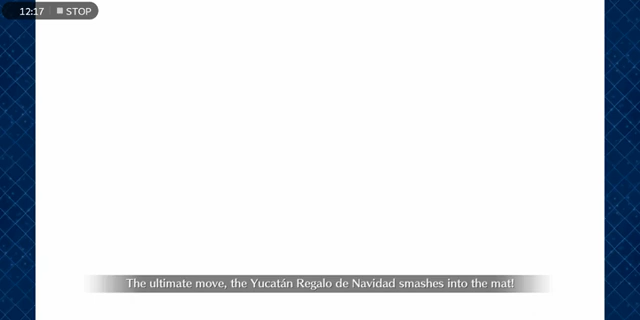 12:17 STOP
The ultimate move, the Yucatán Regalo de Navidad smashes into the mat!